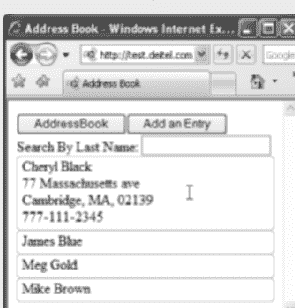 Address Book - Windows Internet Ex...
http://test.deitel.com
Google
Address Book
AddressBook Add an Entry
Search By Last Name:
Cheryl Black
77 Massachusetts ave
Cambridge, MA, 02139
777-111-2345
James Blue
Meg Gold
Mike Brown